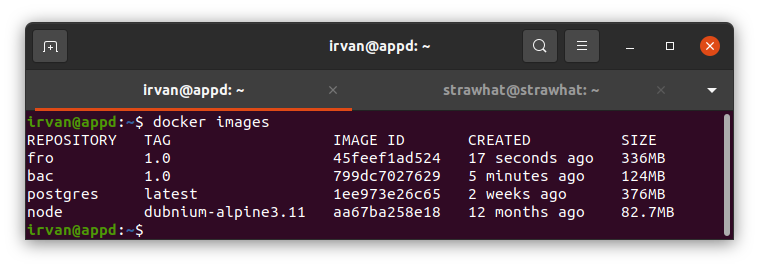 irvan@appd: ~
irvan@appd: ~ strawhat@strawhat: ~
irvan@appd:~$ docker images
REPOSITORY TAG IMAGE ID CREATED SIZE
fro 1.0 45feef1ad524 17 seconds ago 336MB
bac 1.0 799dc7027629 5 minutes ago 124MB
postgres latest 1ee973e26c65 2 weeks ago 376MB
node dubnium-alpine3.11 aa67ba258e18 12 months ago 82.7MB
irvan@appd:~$